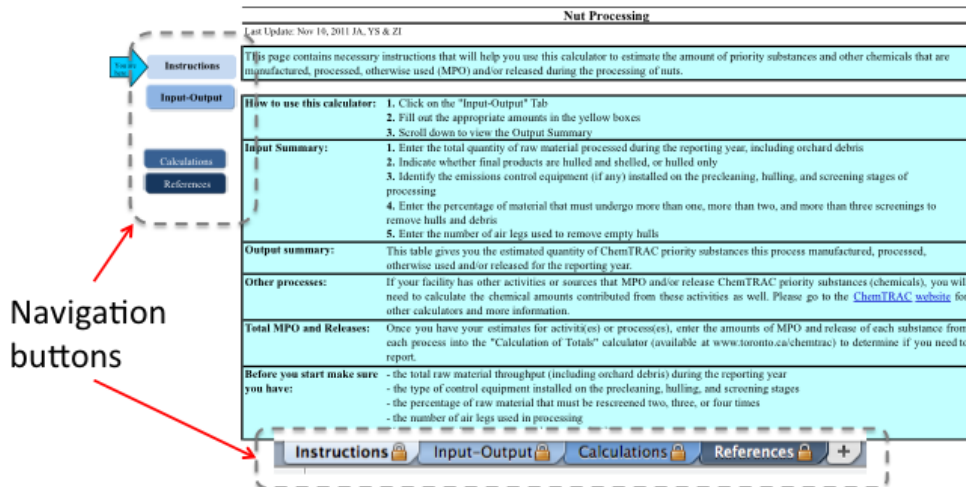 Nut Processing
Last Update: Nov 10, 2011 JA, YS & ZI
This page contains necessary instructions that will help you use this calculator to estimate the amount of priority substances and other chemicals that are
manufactured, processed, otherwise used (MPO) and/or released during the processing of nuts.
Instructions
Input-Output
Calculations
References
How to use this calculator: 1. Click on the "Input-Output" Tab
2. Fill out the appropriate amounts in the yellow boxes
3. Scroll down to view the Output Summary
Input Summary: 1. Enter the total quantity of raw material processed during the reporting year, including orchard debris
2. Indicate whether final products are hulled and shelled, or hulled only
3. Identify the emissions control equipment (if any) installed on the precleaning, hulling, and screening stages of
processing
4. Enter the percentage of material that must undergo more than one, more than two, and more than three screenings to
remove hulls and debris
5. Enter the number of air legs used to remove empty hulls
Output summary: This table gives you the estimated quantity of ChemTRAC priority substances this process manufactured, processed,
otherwise used and/or released for the reporting year.
Other processes: If your facility has other activities or sources that MPO and/or release ChemTRAC priority substances (chemicals), you will
need to calculate the chemical amounts contributed from these activities as well. Please go to the ChemTRAC website for
other calculators and more information.
Total MPO and Releases: Once you have your estimates for activiti(es) or process(es), enter the amounts of MPO and release of each substance from
each process into the "Calculation of Totals" calculator (available at www.toronto.ca/chemtrac) to determine if you need to
report.
Before you start make sure - the total raw material throughput (including orchard debris) during the reporting year
you have: - the type of control equipment installed on the precleaning, hulling, and screening stages
- the percentage of raw material that must be rescreened two, three, or four times
- the number of air legs used in processing
Navigation
buttons
Instructions Input-Output Calculations References +